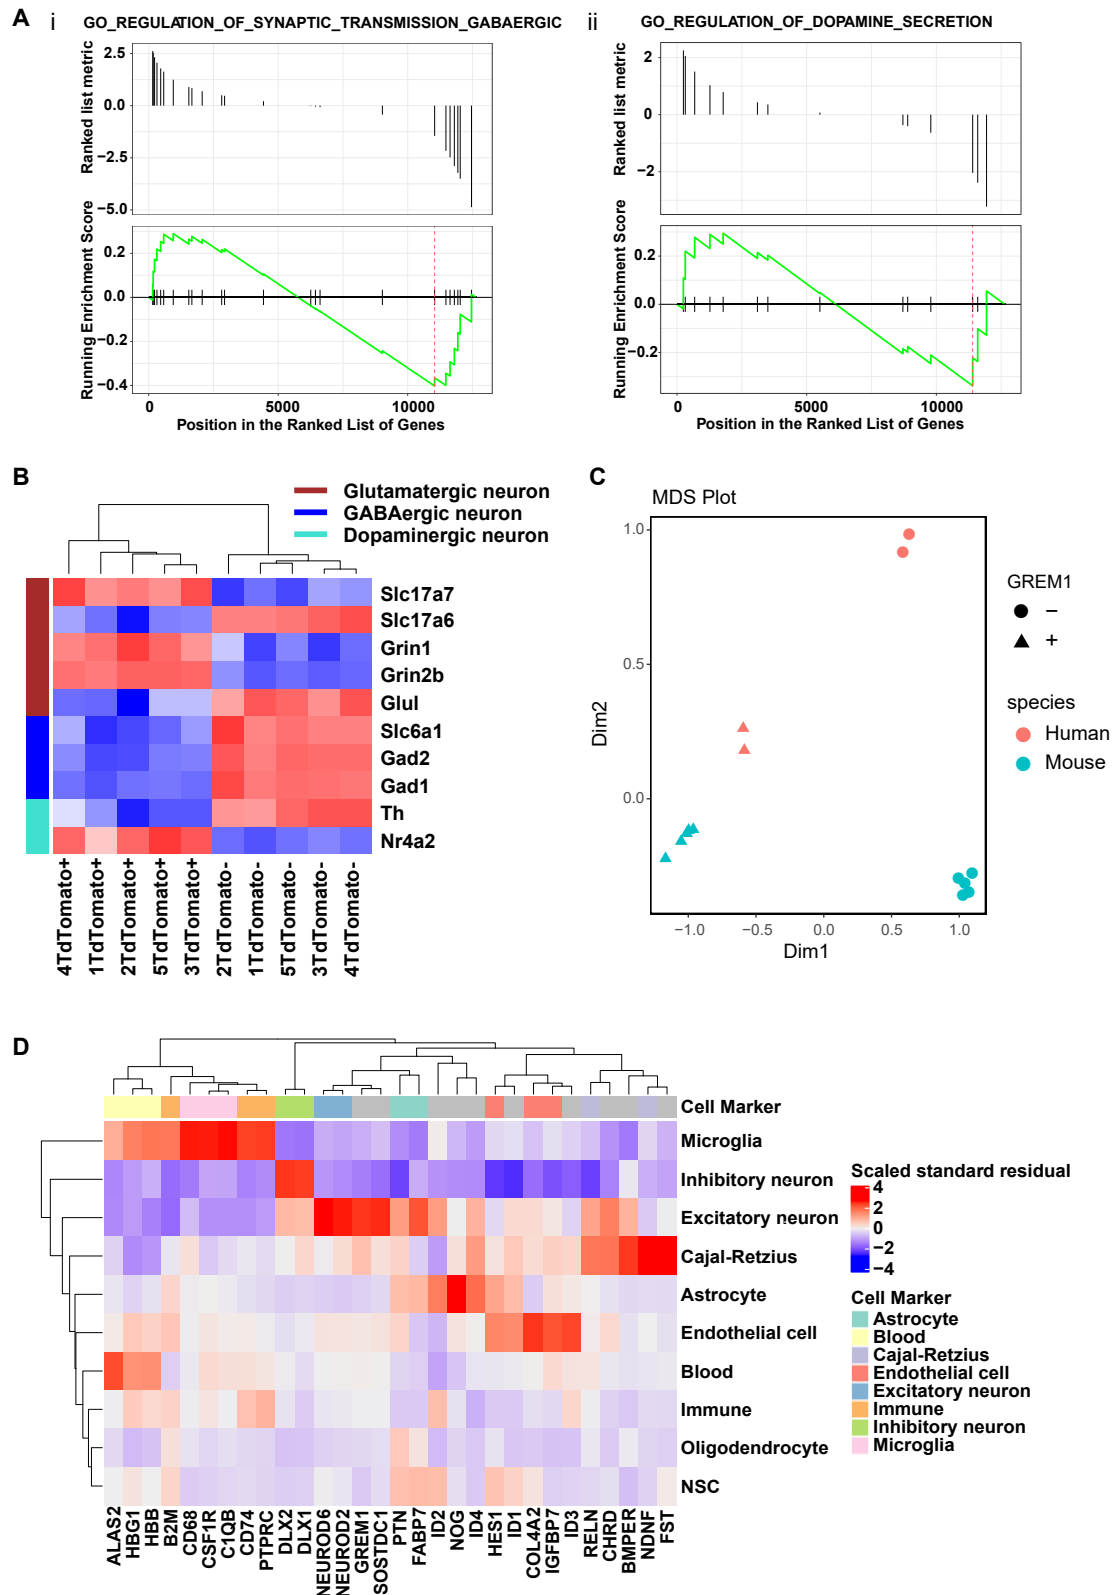 A
i
GO_REGULATION_OF_SYNAPTIC_TRANSMISSION_GABAERGIC
Ranked list metric
2.5
0.0
−2.5
−5.0
Running Enrichment Score
0.2
0.0
−0.2
−0.4
0
5000
10000
Position in the Ranked List of Genes
ii
GO_REGULATION_OF_DOPAMINE_SECRETION
Ranked list metric
2
0
−2
Running Enrichment Score
0.2
0.0
−0.2
0
5000
10000
Position in the Ranked List of Genes
B
Glutamatergic neuron
GABAergic neuron
Dopaminergic neuron
Slc17a7
Slc17a6
Grin1
Grin2b
Glul
Slc6a1
Gad2
Gad1
Th
Nr4a2
4TdTomato+
1TdTomato+
2TdTomato+
5TdTomato+
3TdTomato+
2TdTomato-
1TdTomato-
5TdTomato-
3TdTomato-
4TdTomato-
C
MDS Plot
Dim2
1.0
0.5
0.0
−1.0
−0.5
0.0
0.5
1.0
Dim1
GREM1
−
+
species
Human
Mouse
D
Cell Marker
Microglia
Inhibitory neuron
Excitatory neuron
Cajal-Retzius
Astrocyte
Endothelial cell
Blood
Immune
Oligodendrocyte
NSC
ALAS2
HBG1
HBB
B2M
CD68
CSF1R
C1QB
CD74
PTPRC
DLX2
DLX1
NEUROD6
NEUROD2
GREM1
SOSTDC1
PTN
FABP7
ID2
NOG
ID4
HES1
ID1
COL4A2
IGFBP7
ID3
RELN
CHRD
BMPER
NDNF
FST
Scaled standard residual
4
2
0
−2
−4
Cell Marker
Astrocyte
Blood
Cajal-Retzius
Endothelial cell
Excitatory neuron
Immune
Inhibitory neuron
Microglia